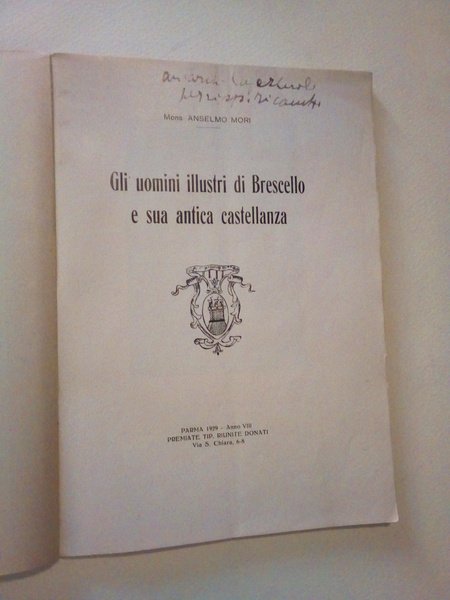 Mons ANSELMO MORI
Gli uomini illustri di Brescello
e sua antica castellanza
PARMA 1929 - Anno VIII
PREMIATE TIP. RIUNITE DONATI
Via S. Chiara, 6-8